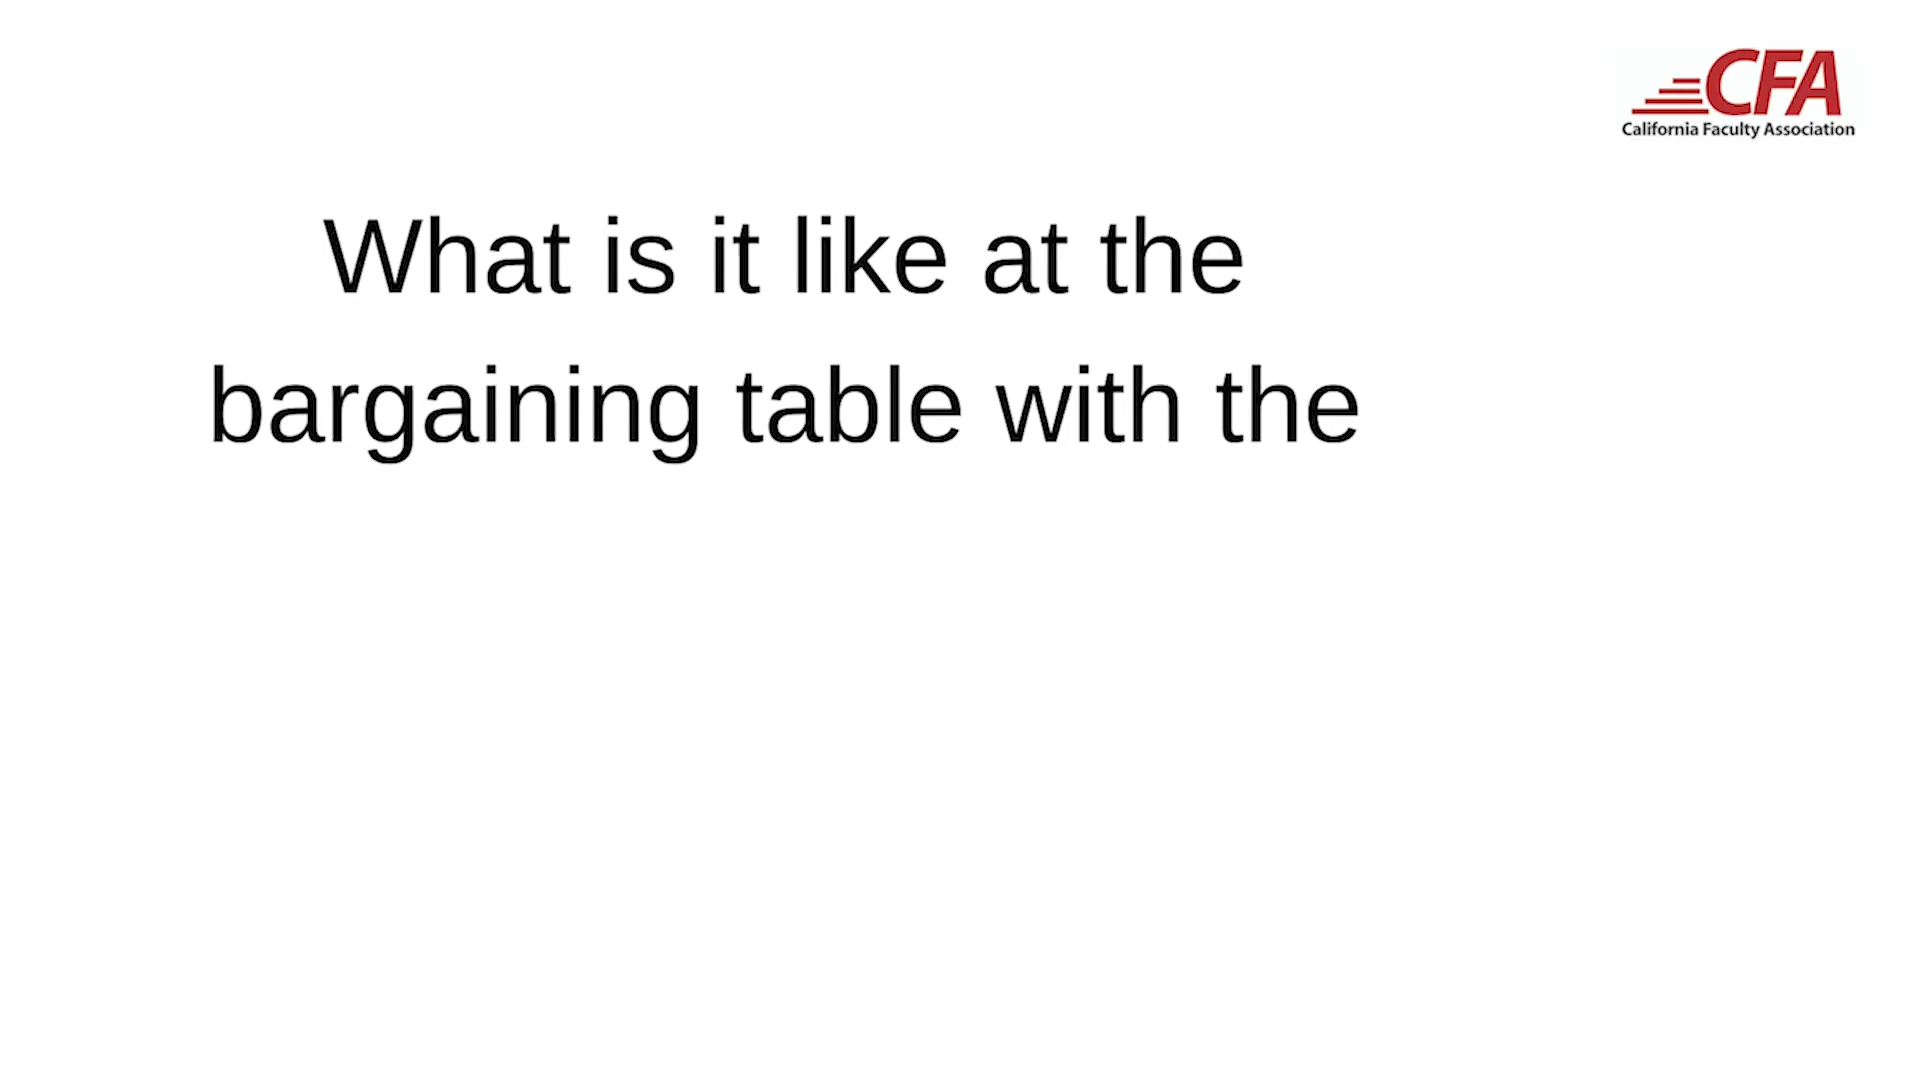 CFA
California Faculty Association
What is it like at the
bargaining table with the